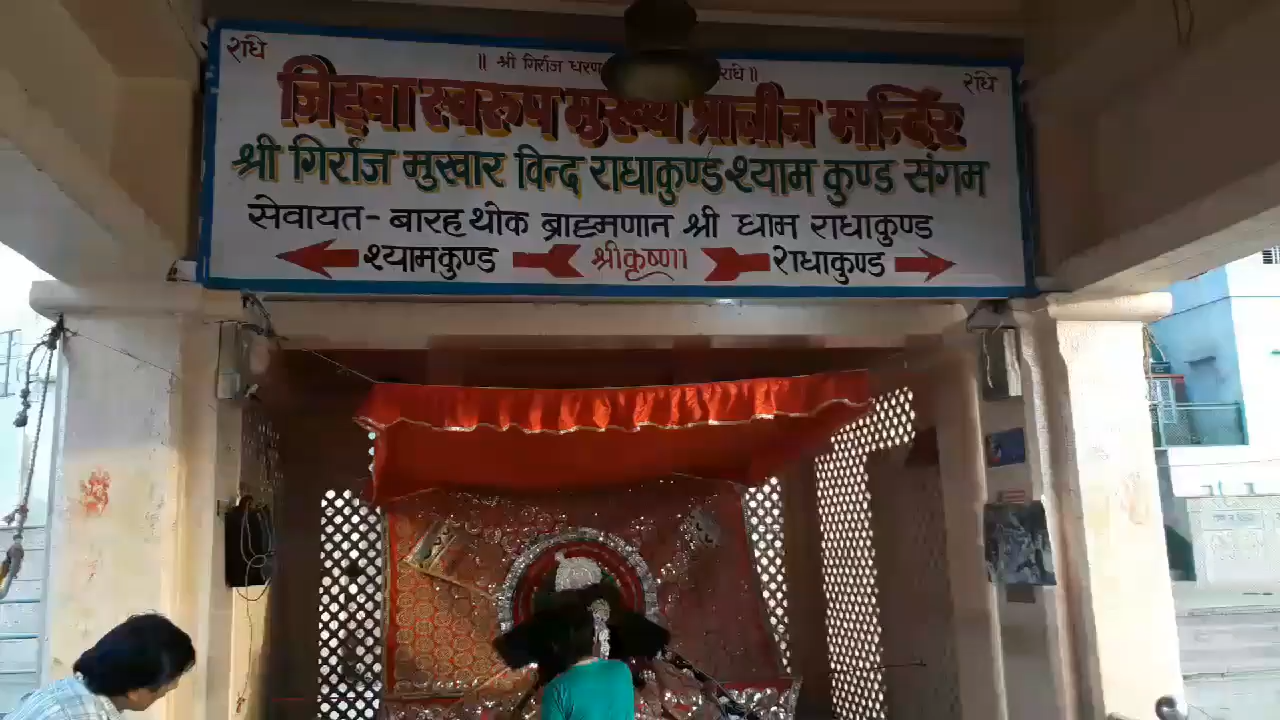 राधे
॥ श्री गिर्राज धरण राधे ॥
राधे
जिह्वा स्वरूप मुख्य प्राचीन मन्दिर
श्री गिर्राज मुखार विन्द राधाकुण्ड श्याम कुण्ड संगम
सेवायत - बारह थोक ब्राह्मणान श्री धाम राधाकुण्ड
श्यामकुण्ड श्रीकृष्णा राधाकुण्ड